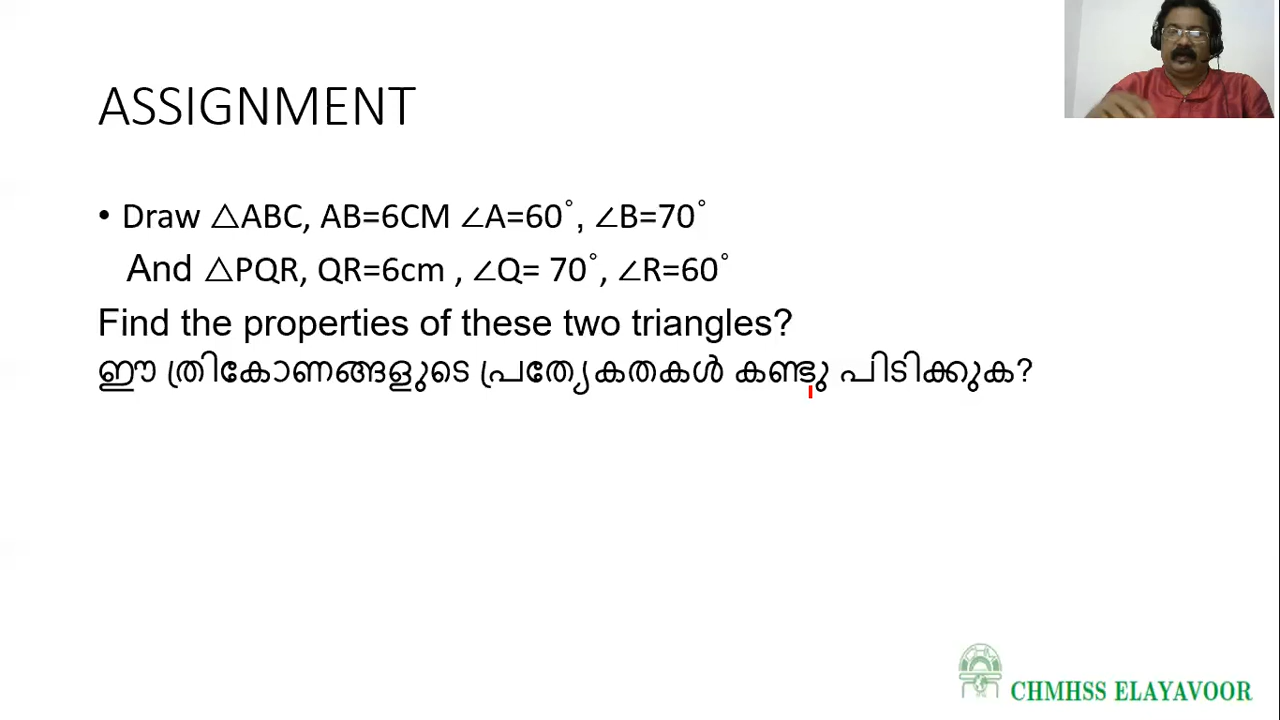 ASSIGNMENT
• Draw △ABC, AB=6CM ∠A=60˚, ∠B=70˚
And △PQR, QR=6cm , ∠Q= 70˚, ∠R=60˚
Find the properties of these two triangles?
ഈ ത്രികോണങ്ങളുടെ പ്രത്യേകതകൾ കണ്ടു പിടിക്കുക?
CHMHSS ELAYAVOOR